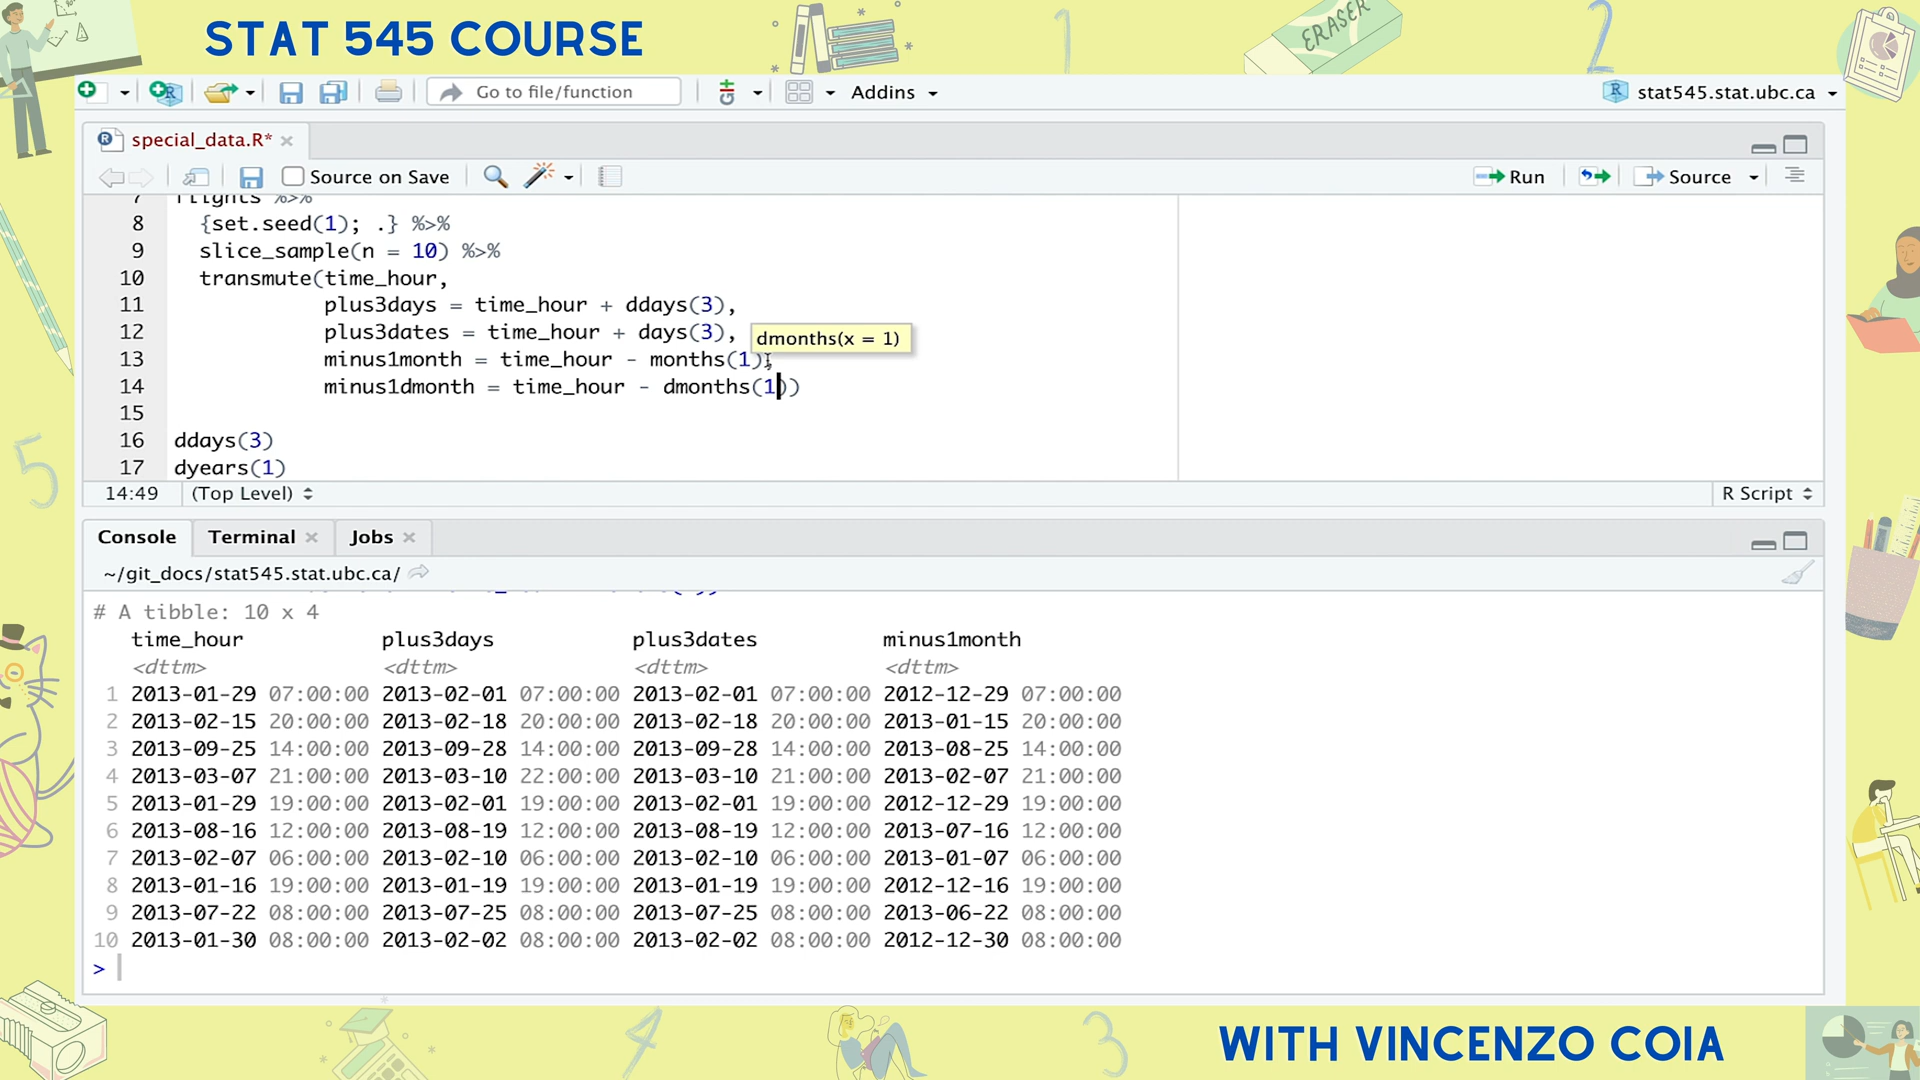 STAT 545 COURSE
ERASER
1
2
Go to file/function
Addins
stat545.stat.ubc.ca
special_data.R*
Source on Save
Run
Source
7 flights %>%
8 {set.seed(1); .} %>%
9 slice_sample(n = 10) %>%
10 transmute(time_hour,
11 plus3days = time_hour + ddays(3),
12 plus3dates = time_hour + days(3),
dmonths(x = 1)
13 minus1month = time_hour - months(1),
14 minus1dmonth = time_hour - dmonths(1))
15
16 ddays(3)
17 dyears(1)
5
14:49 (Top Level) R Script
Console Terminal Jobs
~/git_docs/stat545.stat.ubc.ca/
# A tibble: 10 x 4
time_hour plus3days plus3dates minus1month
<dttm> <dttm> <dttm> <dttm>
1 2013-01-29 07:00:00 2013-02-01 07:00:00 2013-02-01 07:00:00 2012-12-29 07:00:00
2 2013-02-15 20:00:00 2013-02-18 20:00:00 2013-02-18 20:00:00 2013-01-15 20:00:00
3 2013-09-25 14:00:00 2013-09-28 14:00:00 2013-09-28 14:00:00 2013-08-25 14:00:00
4 2013-03-07 21:00:00 2013-03-10 22:00:00 2013-03-10 21:00:00 2013-02-07 21:00:00
5 2013-01-29 19:00:00 2013-02-01 19:00:00 2013-02-01 19:00:00 2012-12-29 19:00:00
6 2013-08-16 12:00:00 2013-08-19 12:00:00 2013-08-19 12:00:00 2013-07-16 12:00:00
7 2013-02-07 06:00:00 2013-02-10 06:00:00 2013-02-10 06:00:00 2013-01-07 06:00:00
8 2013-01-16 19:00:00 2013-01-19 19:00:00 2013-01-19 19:00:00 2012-12-16 19:00:00
9 2013-07-22 08:00:00 2013-07-25 08:00:00 2013-07-25 08:00:00 2013-06-22 08:00:00
10 2013-01-30 08:00:00 2013-02-02 08:00:00 2013-02-02 08:00:00 2012-12-30 08:00:00
>
4
3
WITH VINCENZO COIA